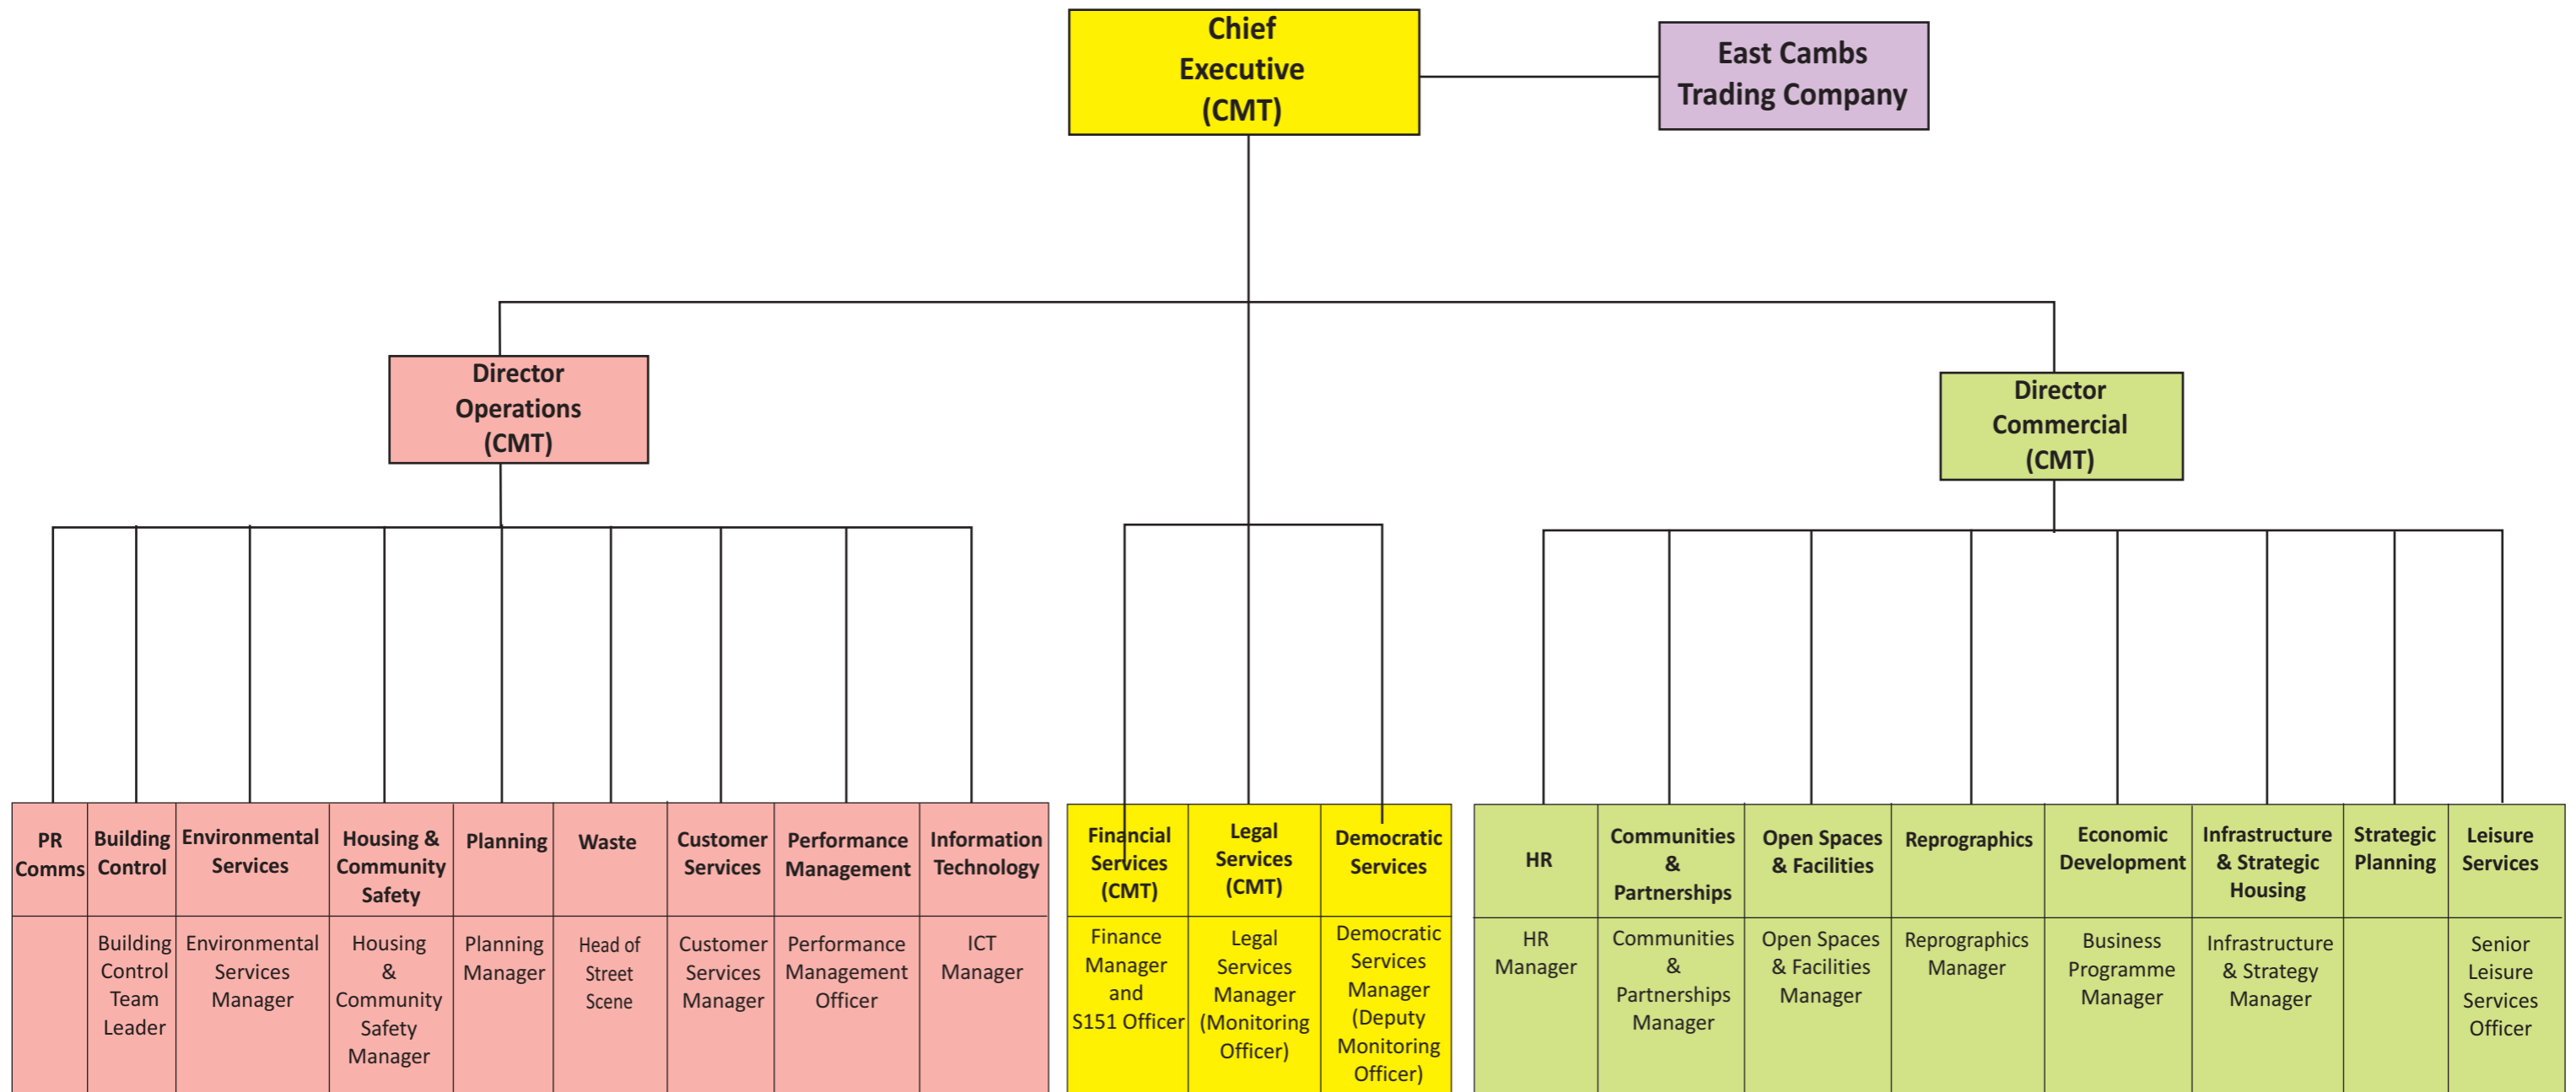 Chief
Executive
(CMT)
East Cambs
Trading Company
Director
Operations
(CMT)
Director
Commercial
(CMT)
PR
Comms
Building
Control
Environmental
Services
Housing &
Community
Safety
Planning
Waste
Customer
Services
Performance
Management
Information
Technology
Building
Control
Team
Leader
Environmental
Services
Manager
Housing
&
Community
Safety
Manager
Planning
Manager
Head of
Street
Scene
Customer
Services
Manager
Performance
Management
Officer
ICT
Manager
Financial
Services
(CMT)
Legal
Services
(CMT)
Democratic
Services
Finance
Manager
and
S151 Officer
Legal
Services
Manager
(Monitoring
Officer)
Democratic
Services
Manager
(Deputy
Monitoring
Officer)
HR
Communities
&
Partnerships
Open Spaces
& Facilities
Reprographics
Economic
Development
Infrastructure
& Strategic
Housing
Strategic
Planning
Leisure
Services
HR
Manager
Communities
&
Partnerships
Manager
Open Spaces
& Facilities
Manager
Reprographics
Manager
Business
Programme
Manager
Infrastructure
& Strategy
Manager
Senior
Leisure
Services
Officer